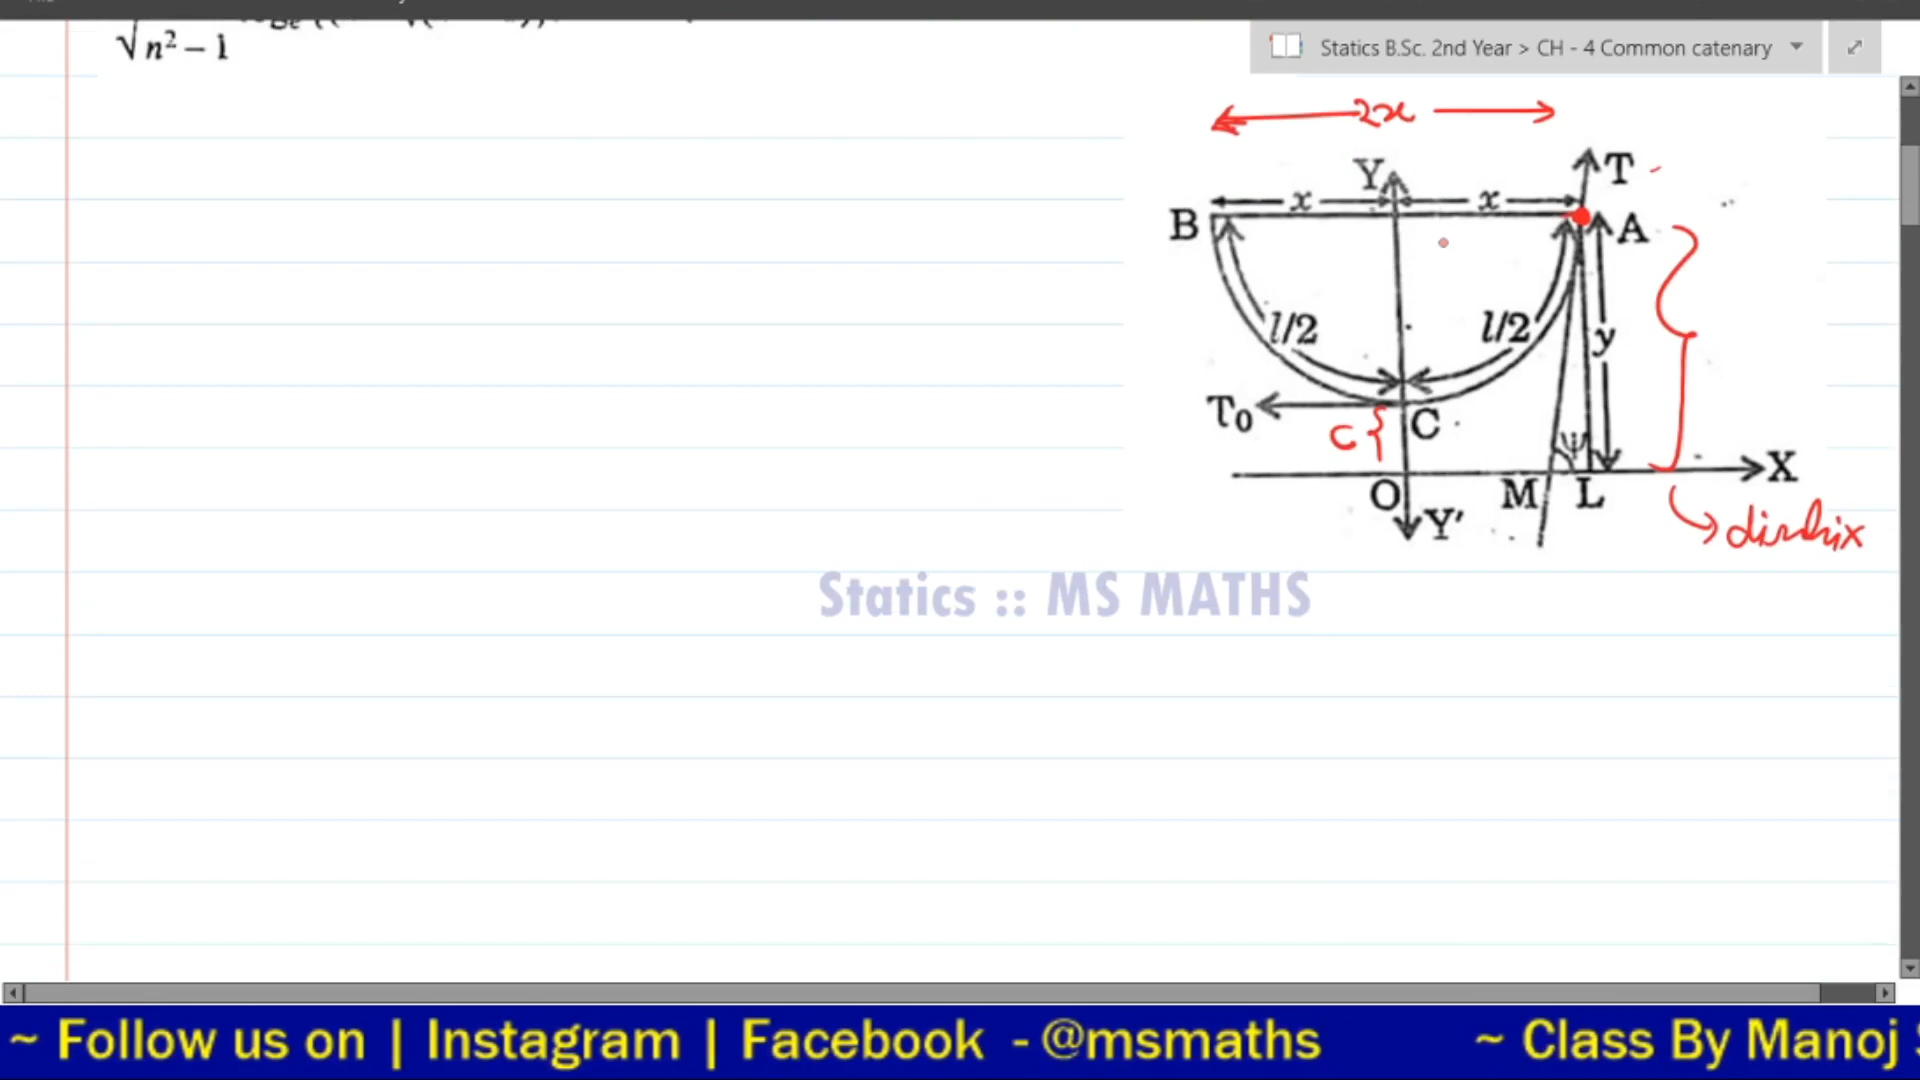 √n² – 1
Statics B.Sc. 2nd Year > CH - 4 Common catenary
2x
Y T
x x
B A
l/2 l/2
y
T₀ C
c{
ψ
X
O M L
Y'
Statics :: MS MATHS
~ Follow us on | Instagram | Facebook - @msmaths ~ Class By Manoj